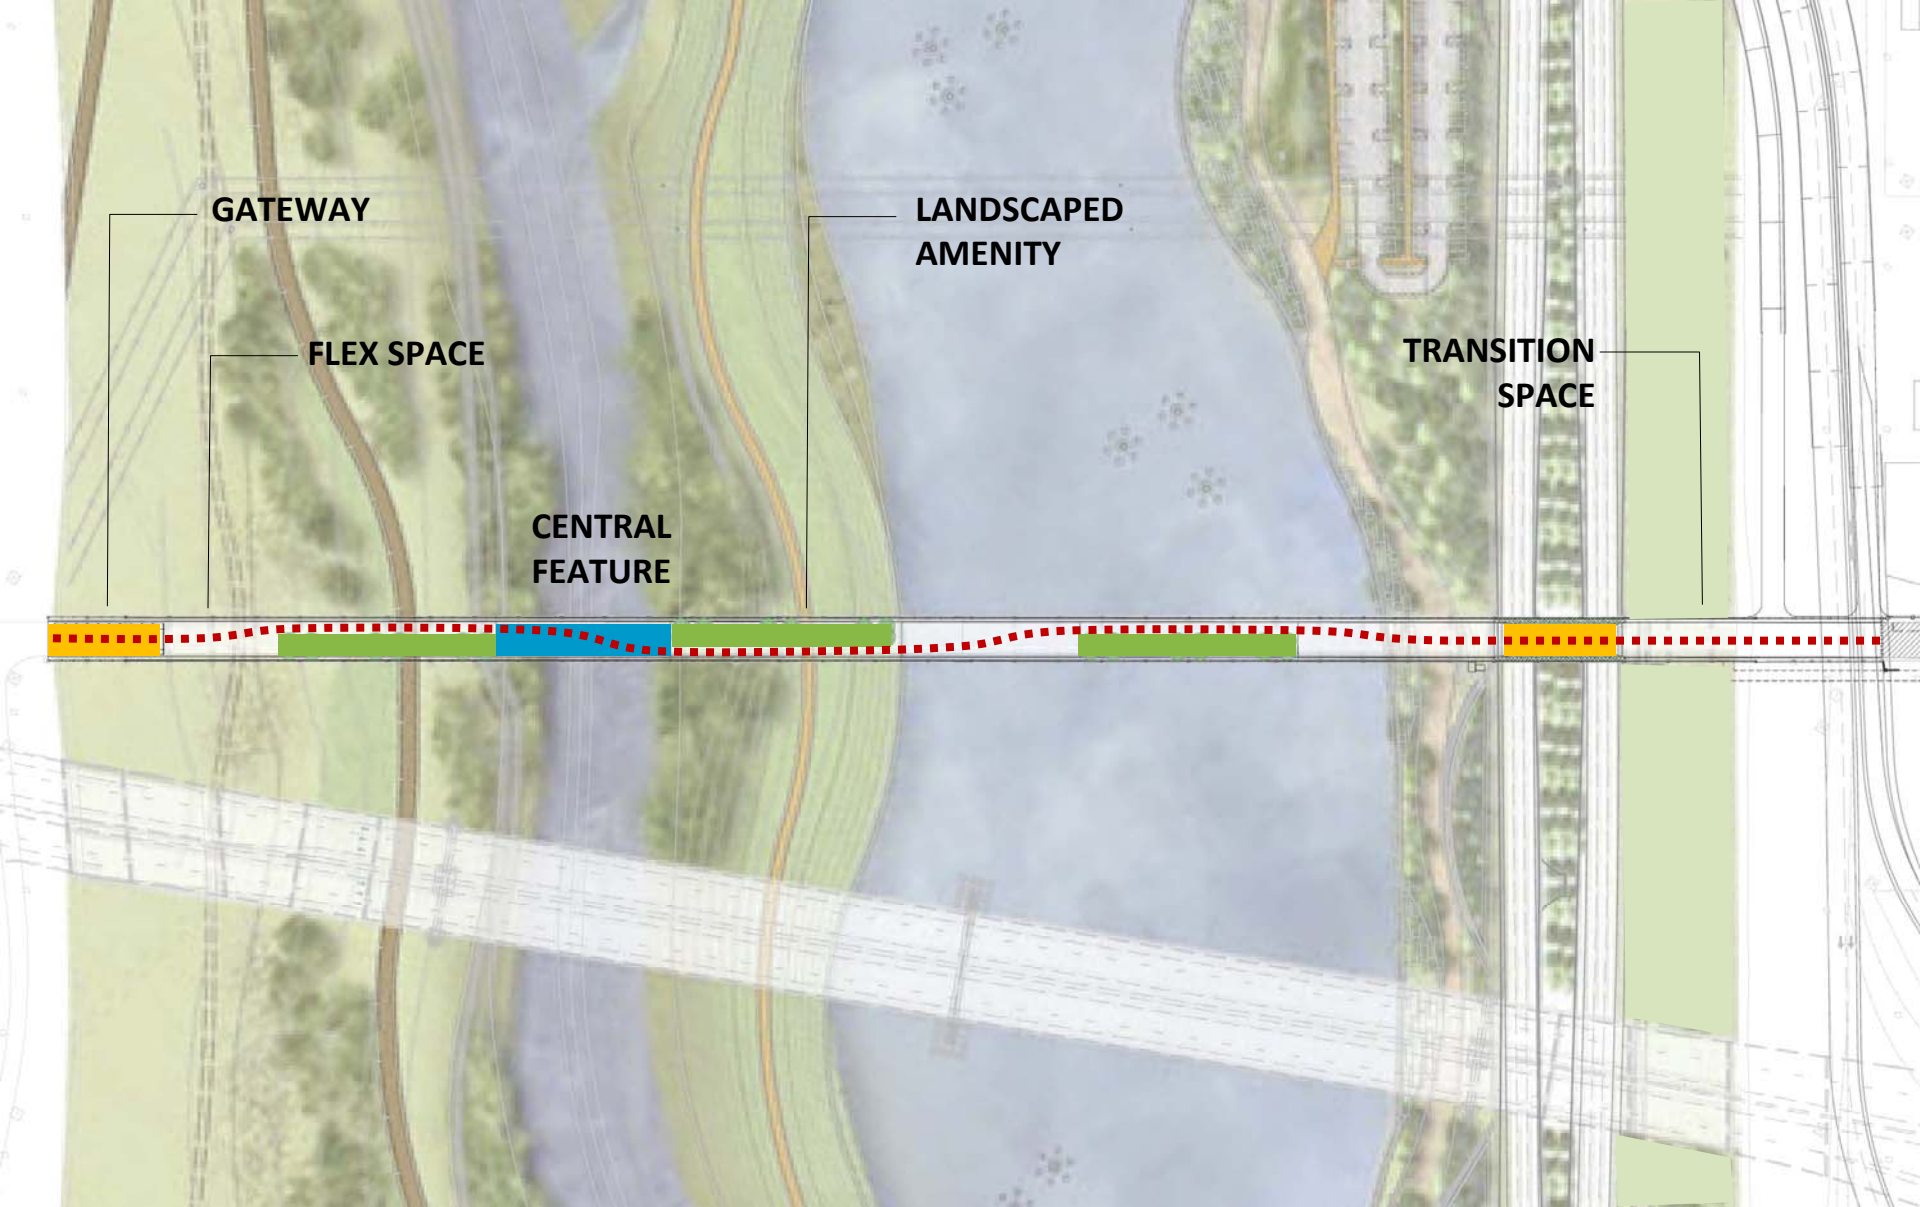 GATEWAY
LANDSCAPED
AMENITY
FLEX SPACE
TRANSITION
SPACE
CENTRAL
FEATURE